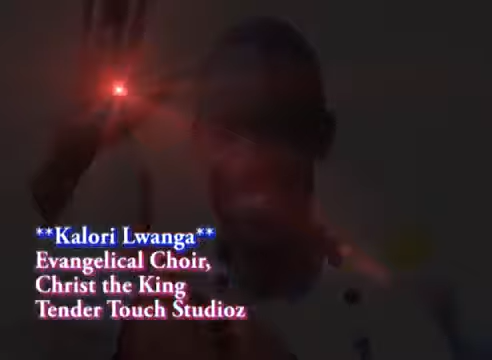 **Kalori Lwanga**
Evangelical Choir,
Christ the King
Tender Touch Studioz